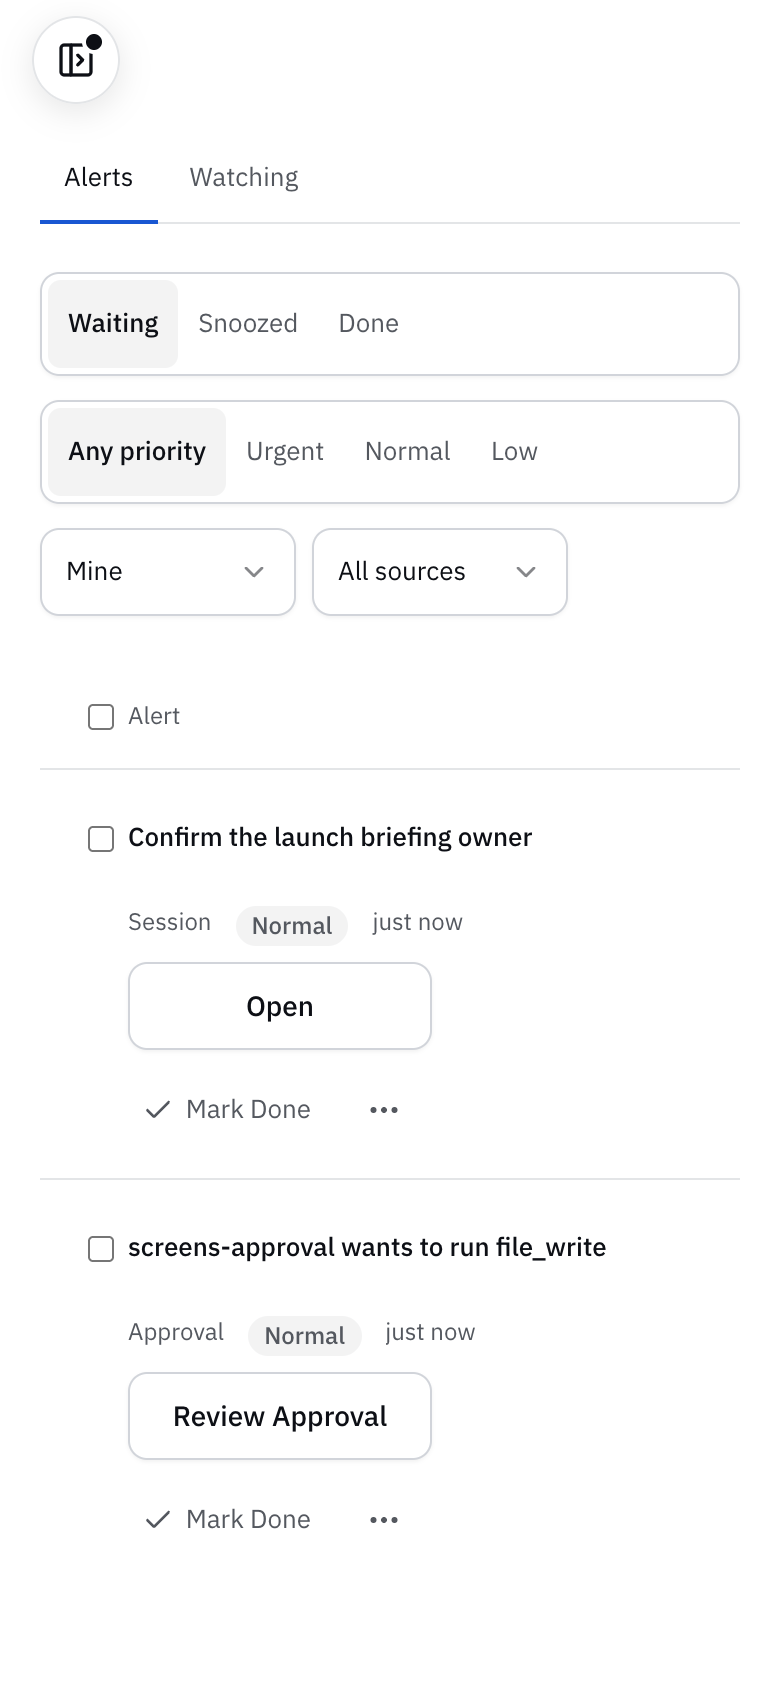 Alerts Watching
Waiting Snoozed Done
Any priority Urgent Normal Low
Mine All sources
Alert
Confirm the launch briefing owner
Session Normal just now
Open
Mark Done
screens-approval wants to run file_write
Approval Normal just now
Review Approval
Mark Done